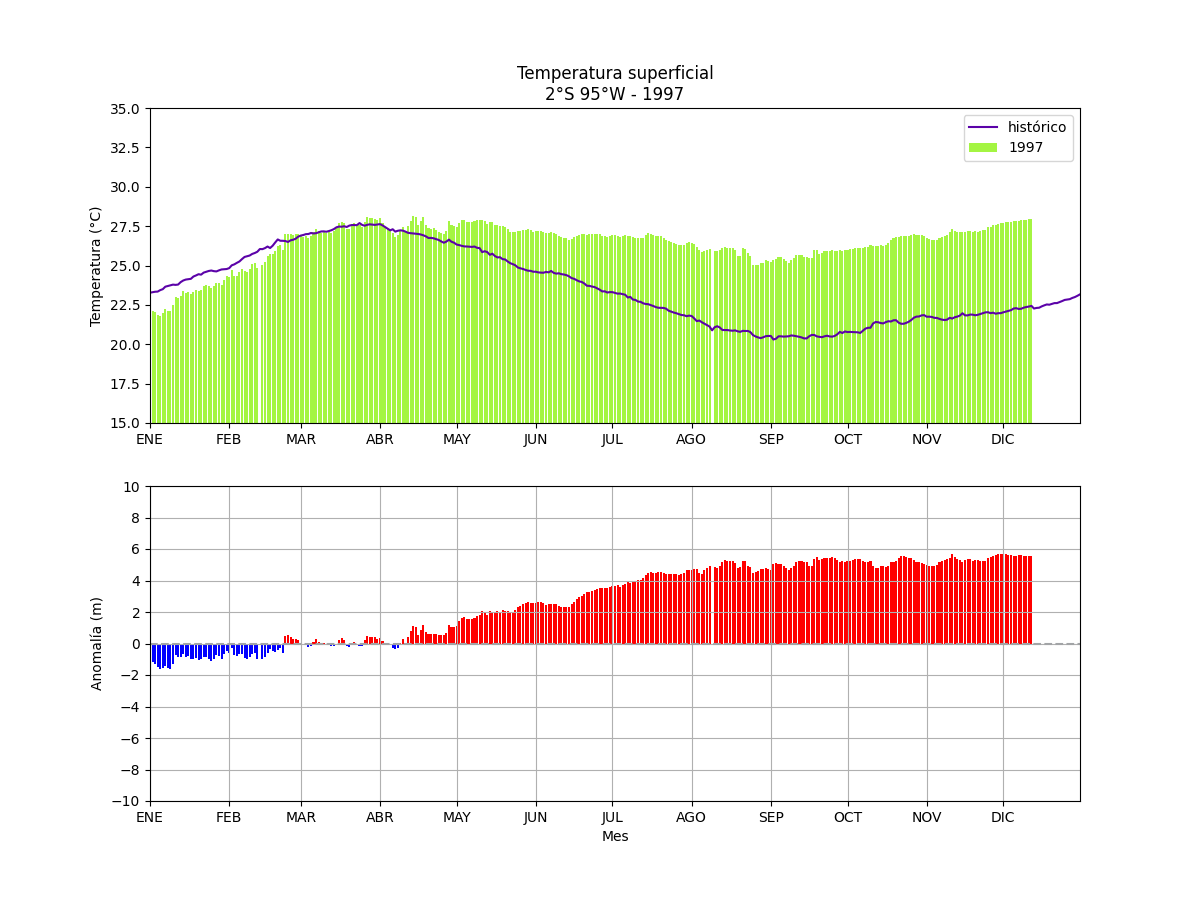 Temperatura superficial
2°S 95°W - 1997
35.0
32.5
30.0
27.5
25.0
22.5
20.0
17.5
15.0
Temperatura (°C)
histórico
1997
ENE FEB MAR ABR MAY JUN JUL AGO SEP OCT NOV DIC
10
8
6
4
2
0
−2
−4
−6
−8
−10
Anomalía (m)
ENE FEB MAR ABR MAY JUN JUL AGO SEP OCT NOV DIC
Mes